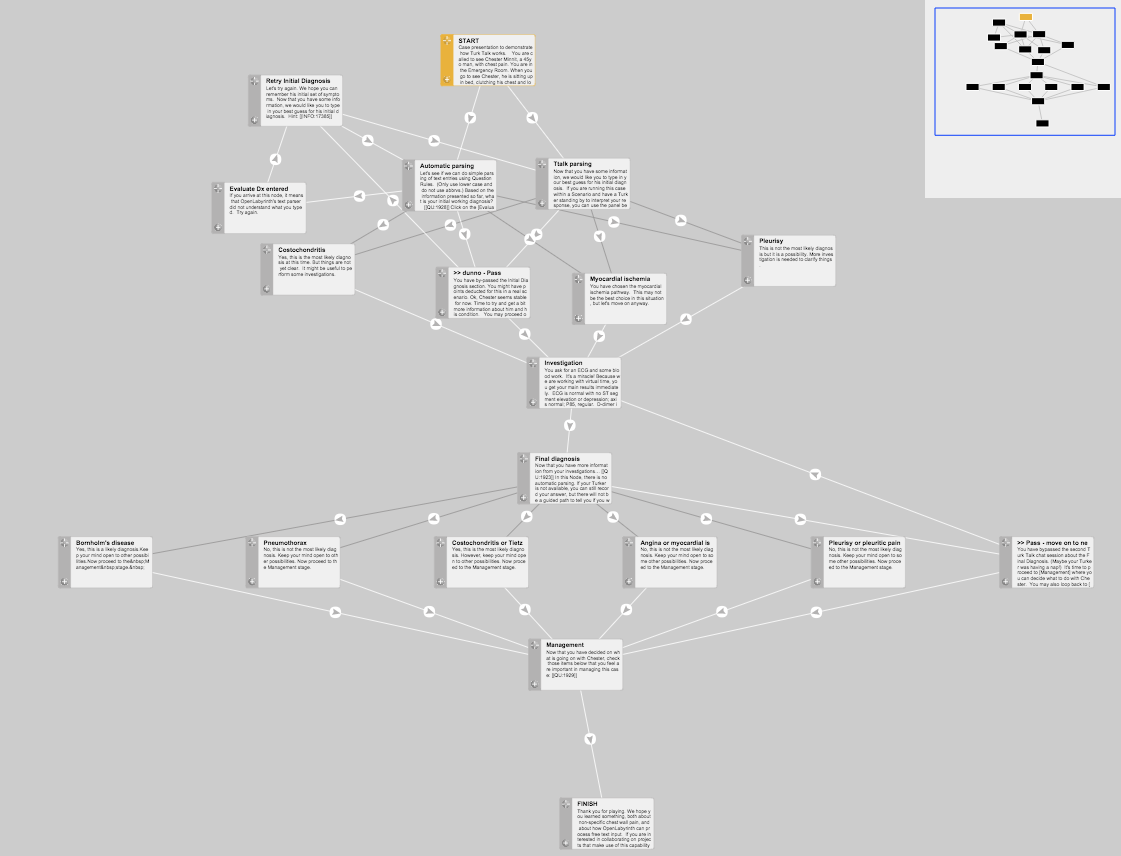 START
Case presentation to demonstrate
how Turk Talk works. You are c
alled to see Chester Minnil, a 45y
o man, with chest pain. You are in
the Emergency Room. When you
go to see Chester, he is sitting up
in bed, clutching his chest and lo
Retry Initial Diagnosis
Let's try again. We hope you can
remember his initial set of sympto
ms. Now that you have some info
rmation, we would like you to type
in your best guess for his initial d
iagnosis. Hint: [[INFO:17385]]
Automatic parsing
Let's see if we can do simple pars
ing of text entities using Question
Rules. (Only use lower case and
do not use abbrvs.) Based on the
information presented so far, wha
t is your initial working diagnosis?
[[QU:1928]] Click on the [Evalua
Ttalk parsing
Now that you have some informat
ion, we would like you to type in y
our best guess for his initial diagn
osis. If you are running this case
within a Scenario and have a Turk
er standing by to interpret your re
sponse, you can use the panel be
Evaluate Dx entered
If you arrive at this node, it means
that OpenLabyrinth's text parser
did not understand what you type
d. Try again.
Costochondritis
Yes, this is the most likely diagno
sis at this time. But things are not
yet clear. It might be useful to pe
rform some investigations.
>> dunno - Pass
You have by-passed the Initial Dia
gnosis section. You might have p
oints deducted for this in a real sc
enario. Ok, Chester seems stable
for now. Time to try and get a bit
more information about him and h
is condition. You may proceed o
Myocardial ischemia
You have chosen the myocardial
ischemia pathway. This may not
be the best choice in this situation
, but let's move on anyway.
Pleurisy
This is not the most likely diagnos
is but it is a possibility. More inves
tigation is needed to clarify things
Investigation
You ask for an ECG and some blo
od work. It's a miracle! Because w
e are working with virtual time, yo
u get your main results immediate
ly. ECG is normal with no ST seg
ment elevation or depression; axi
s normal; P85, regular. D-dimer i
Final diagnosis
Now that you have more informat
ion from your investigations... [[Q
U:1923]] In this Node, there is no
automatic parsing. If your Turker
is not available, you can still recor
d your answer, but there will not b
e a guided path to tell you if you w
Bornholm's disease
Yes, this is a likely diagnosis.Kee
p your mind open to other possibi
lities.Now proceed to the&nbsp;M
anagement&nbsp;stage.&nbsp;
Pneumothorax
No, this is not the most likely diag
nosis. Keep your mind open to oth
er possibilities. Now proceed to th
e Management stage.
Costochondritis or Tietz
Yes, this is the most likely diagno
sis. However, keep your mind ope
n to other possibilities. Now proce
ed to the Management stage.
Angina or myocardial is
No, this is not the most likely diag
nosis. Keep your mind open to so
me other possibilities. Now proce
ed to the Management stage.
Pleurisy or pleuritic pain
No, this is not the most likely diag
nosis. Keep your mind open to so
me other possibilities. Now proce
ed to the Management stage.
>> Pass - move on to ne
You have bypassed the second T
urk Talk chat session about the F
inal Diagnosis. (Maybe your Turke
r was having a nap!) It's time to p
roceed to [Management] where yo
u can decide what to do with Che
ster. You may also loop back to [
Management
Now that you have decided on wh
at is going on with Chester, check
those items below that you feel a
re important in managing this cas
e: [[QU:1929]]
FINISH
Thank you for playing. We hope y
ou learned something, both about
non-specific chest wall pain, and
about how OpenLabyrinth can pr
ocess free text input. If you are in
terested in collaborating on projec
ts that make use of this capability